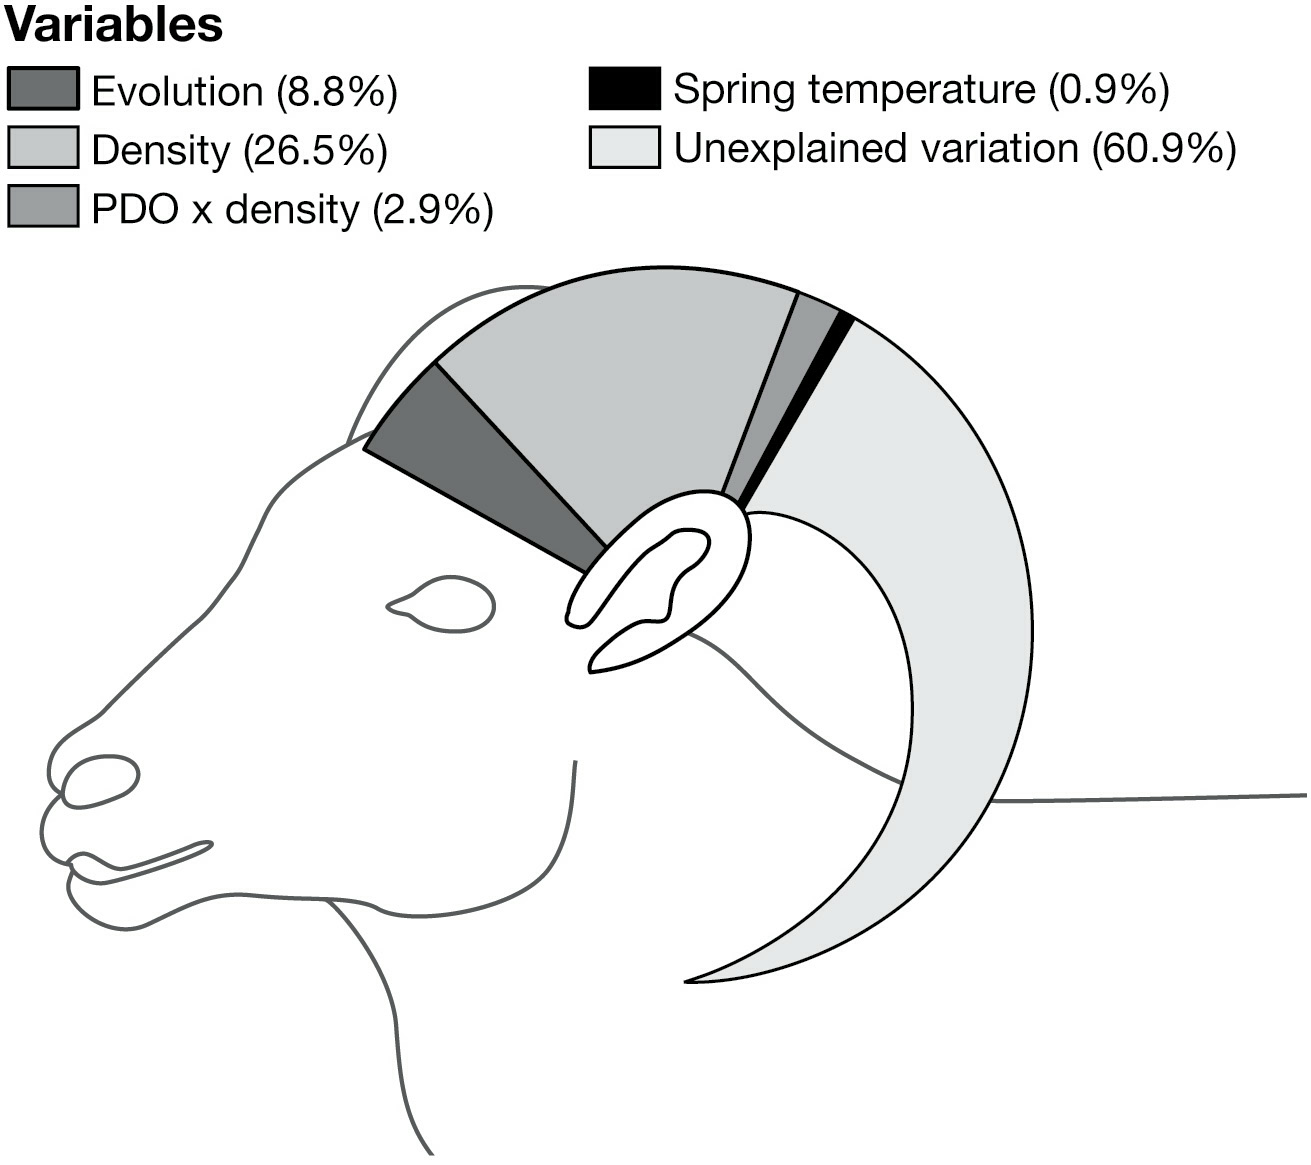 Variables
Evolution (8.8%)
Density (26.5%)
PDO x density (2.9%)
Spring temperature (0.9%)
Unexplained variation (60.9%)